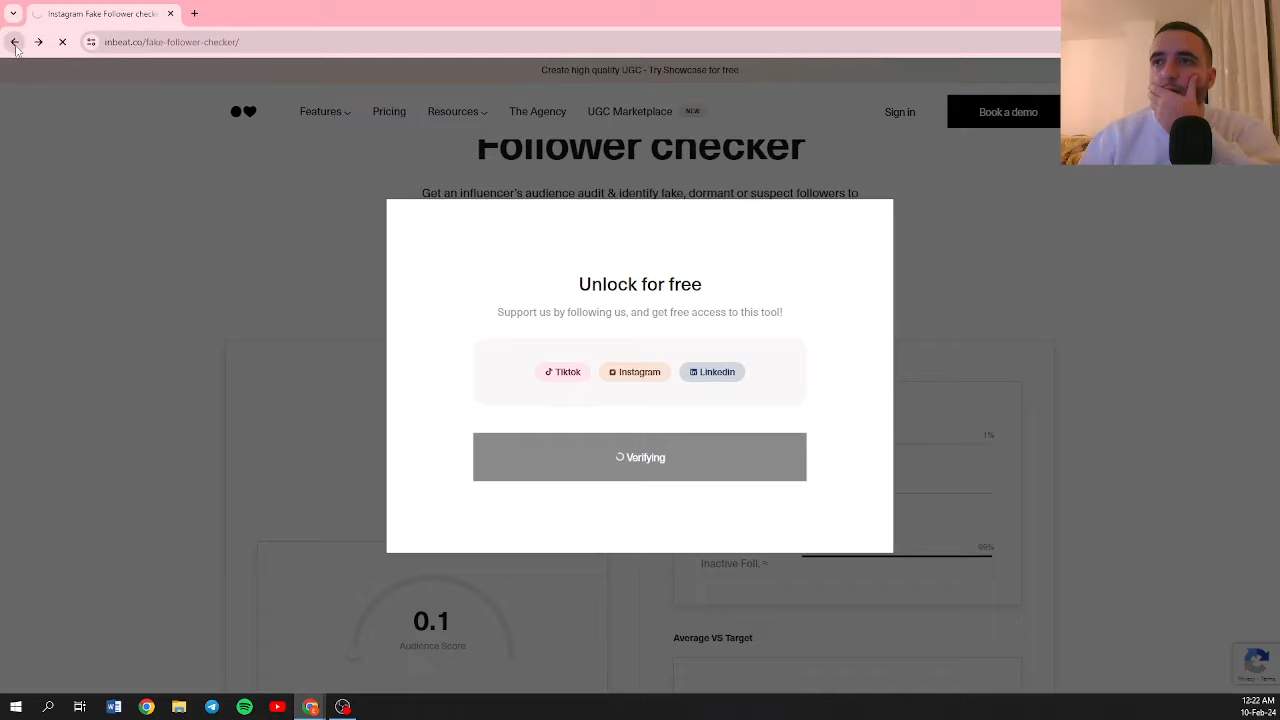 Instagram Fake Follower checke
inbeat.co/fake-follower-checker/
Create high quality UGC - Try Showcase for free
Features
Pricing
Resources
The Agency
UGC Marketplace
NEW
Sign in
Book a demo
Follower checker
Get an influencer's audience audit & identify fake, dormant or suspect followers to
Unlock for free
Support us by following us, and get free access to this tool!
Tiktok
Instagram
Linkedin
Verifying
1%
99%
Inactive Foll. ≈
0.1
Audience Score
Average VS Target
Privacy - Terms
12:22 AM
10-Feb-24